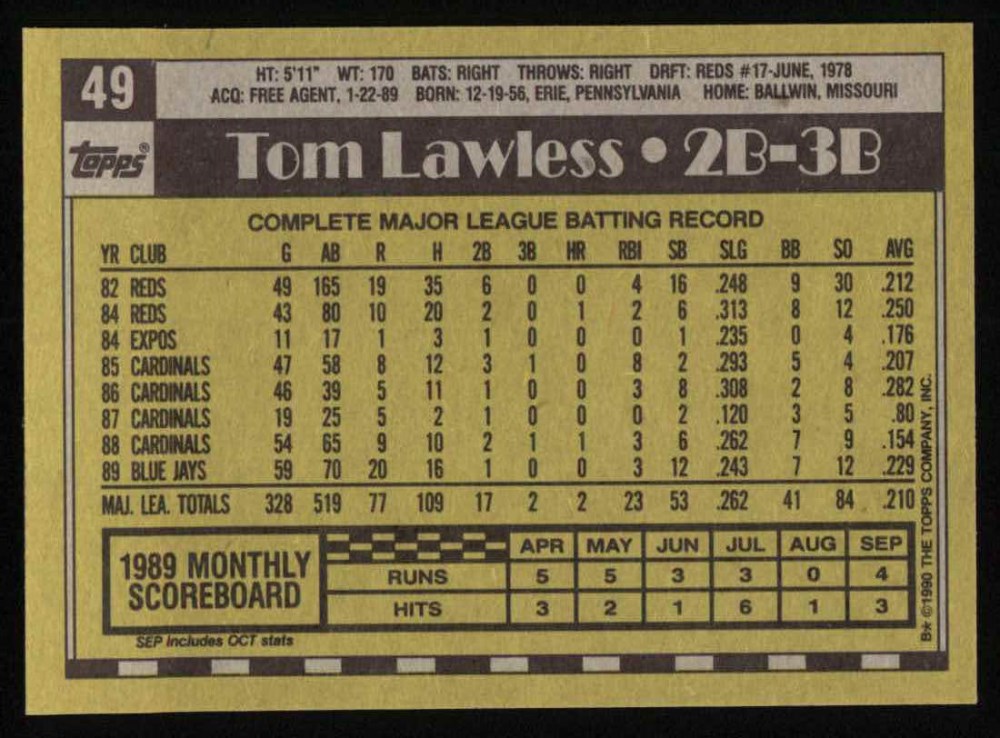 49
HT: 5'11" WT: 170 BATS: RIGHT THROWS: RIGHT DRFT: REDS #17-JUNE, 1978
ACQ: FREE AGENT, 1-22-89 BORN: 12-19-56, ERIE, PENNSYLVANIA HOME: BALLWIN, MISSOURI
topps®
Tom Lawless • 2B-3B
COMPLETE MAJOR LEAGUE BATTING RECORD
YR CLUB G AB R H 2B 3B HR RBI SB SLG BB SO AVG
82 REDS 49 165 19 35 6 0 0 4 16 .248 9 30 .212
84 REDS 43 80 10 20 2 0 1 2 6 .313 8 12 .250
84 EXPOS 11 17 1 3 1 0 0 0 1 .235 0 4 .176
85 CARDINALS 47 58 8 12 3 1 0 8 2 .293 5 4 .207
86 CARDINALS 46 39 5 11 1 0 0 3 8 .308 2 8 .282
87 CARDINALS 19 25 5 2 1 0 0 0 2 .120 3 5 .80
88 CARDINALS 54 65 9 10 2 1 1 3 6 .262 7 9 .154
89 BLUE JAYS 59 70 20 16 1 0 0 3 12 .243 7 12 .229
MAJ. LEA. TOTALS 328 519 77 109 17 2 2 23 53 .262 41 84 .210
1989 MONTHLY
SCOREBOARD
APR MAY JUN JUL AUG SEP
RUNS 5 5 3 3 0 4
HITS 3 2 1 6 1 3
SEP includes OCT stats
B* ©1990 THE TOPPS COMPANY, INC.